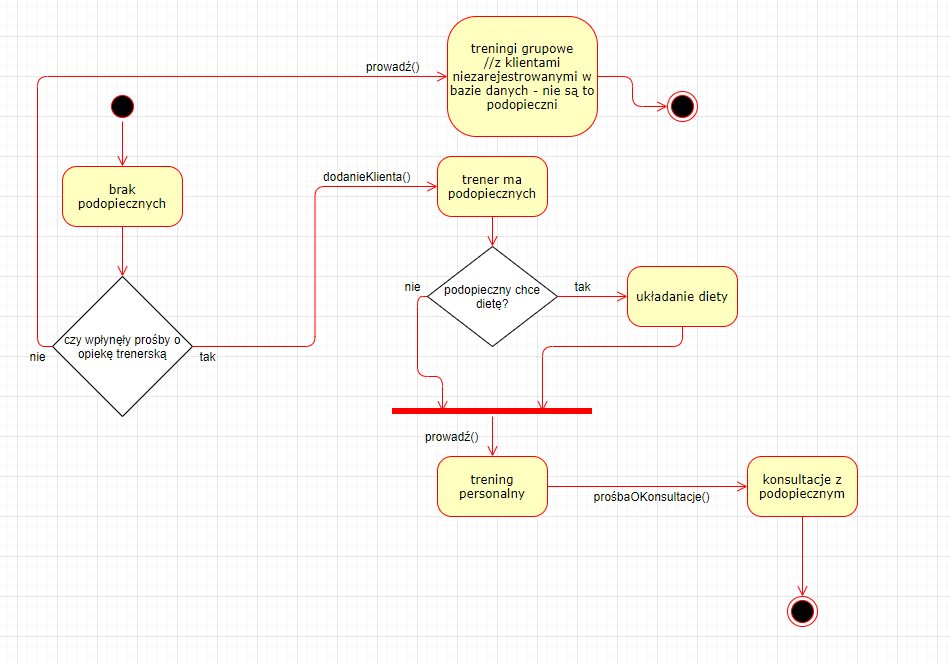 treningi grupowe
//z klientami
niezarejestrowanymi w
bazie danych - nie są to
podopieczni
prowadź()
brak
podopiecznych
dodanieKlienta()
trener ma
podopiecznych
nie
podopieczny chce
dietę?
tak
układanie diety
czy wpłynęły prośby o
opiekę trenerską
nie
tak
prowadź()
trening
personalny
prośbaOKonsultacje()
konsultacje z
podopiecznym